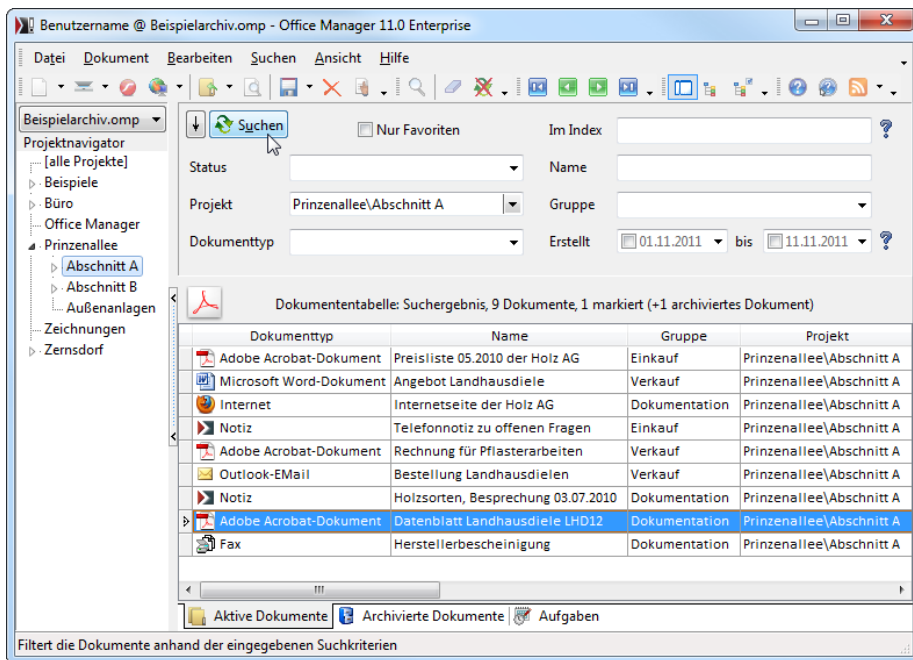 Benutzername @ Beispielarchiv.omp - Office Manager 11.0 Enterprise
Datei Dokument Bearbeiten Suchen Ansicht Hilfe
Beispielarchiv.omp
Projektnavigator
[alle Projekte]
Beispiele
Büro
Office Manager
Prinzenallee
Abschnitt A
Abschnitt B
Außenanlagen
Zeichnungen
Zernsdorf
Suchen Nur Favoriten Im Index
Status Name
Projekt Prinzenallee\Abschnitt A Gruppe
Dokumenttyp Erstellt 01.11.2011 bis 11.11.2011
Dokumententabelle: Suchergebnis, 9 Dokumente, 1 markiert (+1 archiviertes Dokument)
Dokumenttyp Name Gruppe Projekt
Adobe Acrobat-Dokument Preisliste 05.2010 der Holz AG Einkauf Prinzenallee\Abschnitt A
Microsoft Word-Dokument Angebot Landhausdiele Verkauf Prinzenallee\Abschnitt A
Internet Internetseite der Holz AG Dokumentation Prinzenallee\Abschnitt A
Notiz Telefonnotiz zu offenen Fragen Einkauf Prinzenallee\Abschnitt A
Adobe Acrobat-Dokument Rechnung für Pflasterarbeiten Verkauf Prinzenallee\Abschnitt A
Outlook-EMail Bestellung Landhausdielen Verkauf Prinzenallee\Abschnitt A
Notiz Holzsorten, Besprechung 03.07.2010 Dokumentation Prinzenallee\Abschnitt A
Adobe Acrobat-Dokument Datenblatt Landhausdiele LHD12 Dokumentation Prinzenallee\Abschnitt A
Fax Herstellerbescheinigung Dokumentation Prinzenallee\Abschnitt A
Aktive Dokumente Archivierte Dokumente Aufgaben
Filtert die Dokumente anhand der eingegebenen Suchkriterien